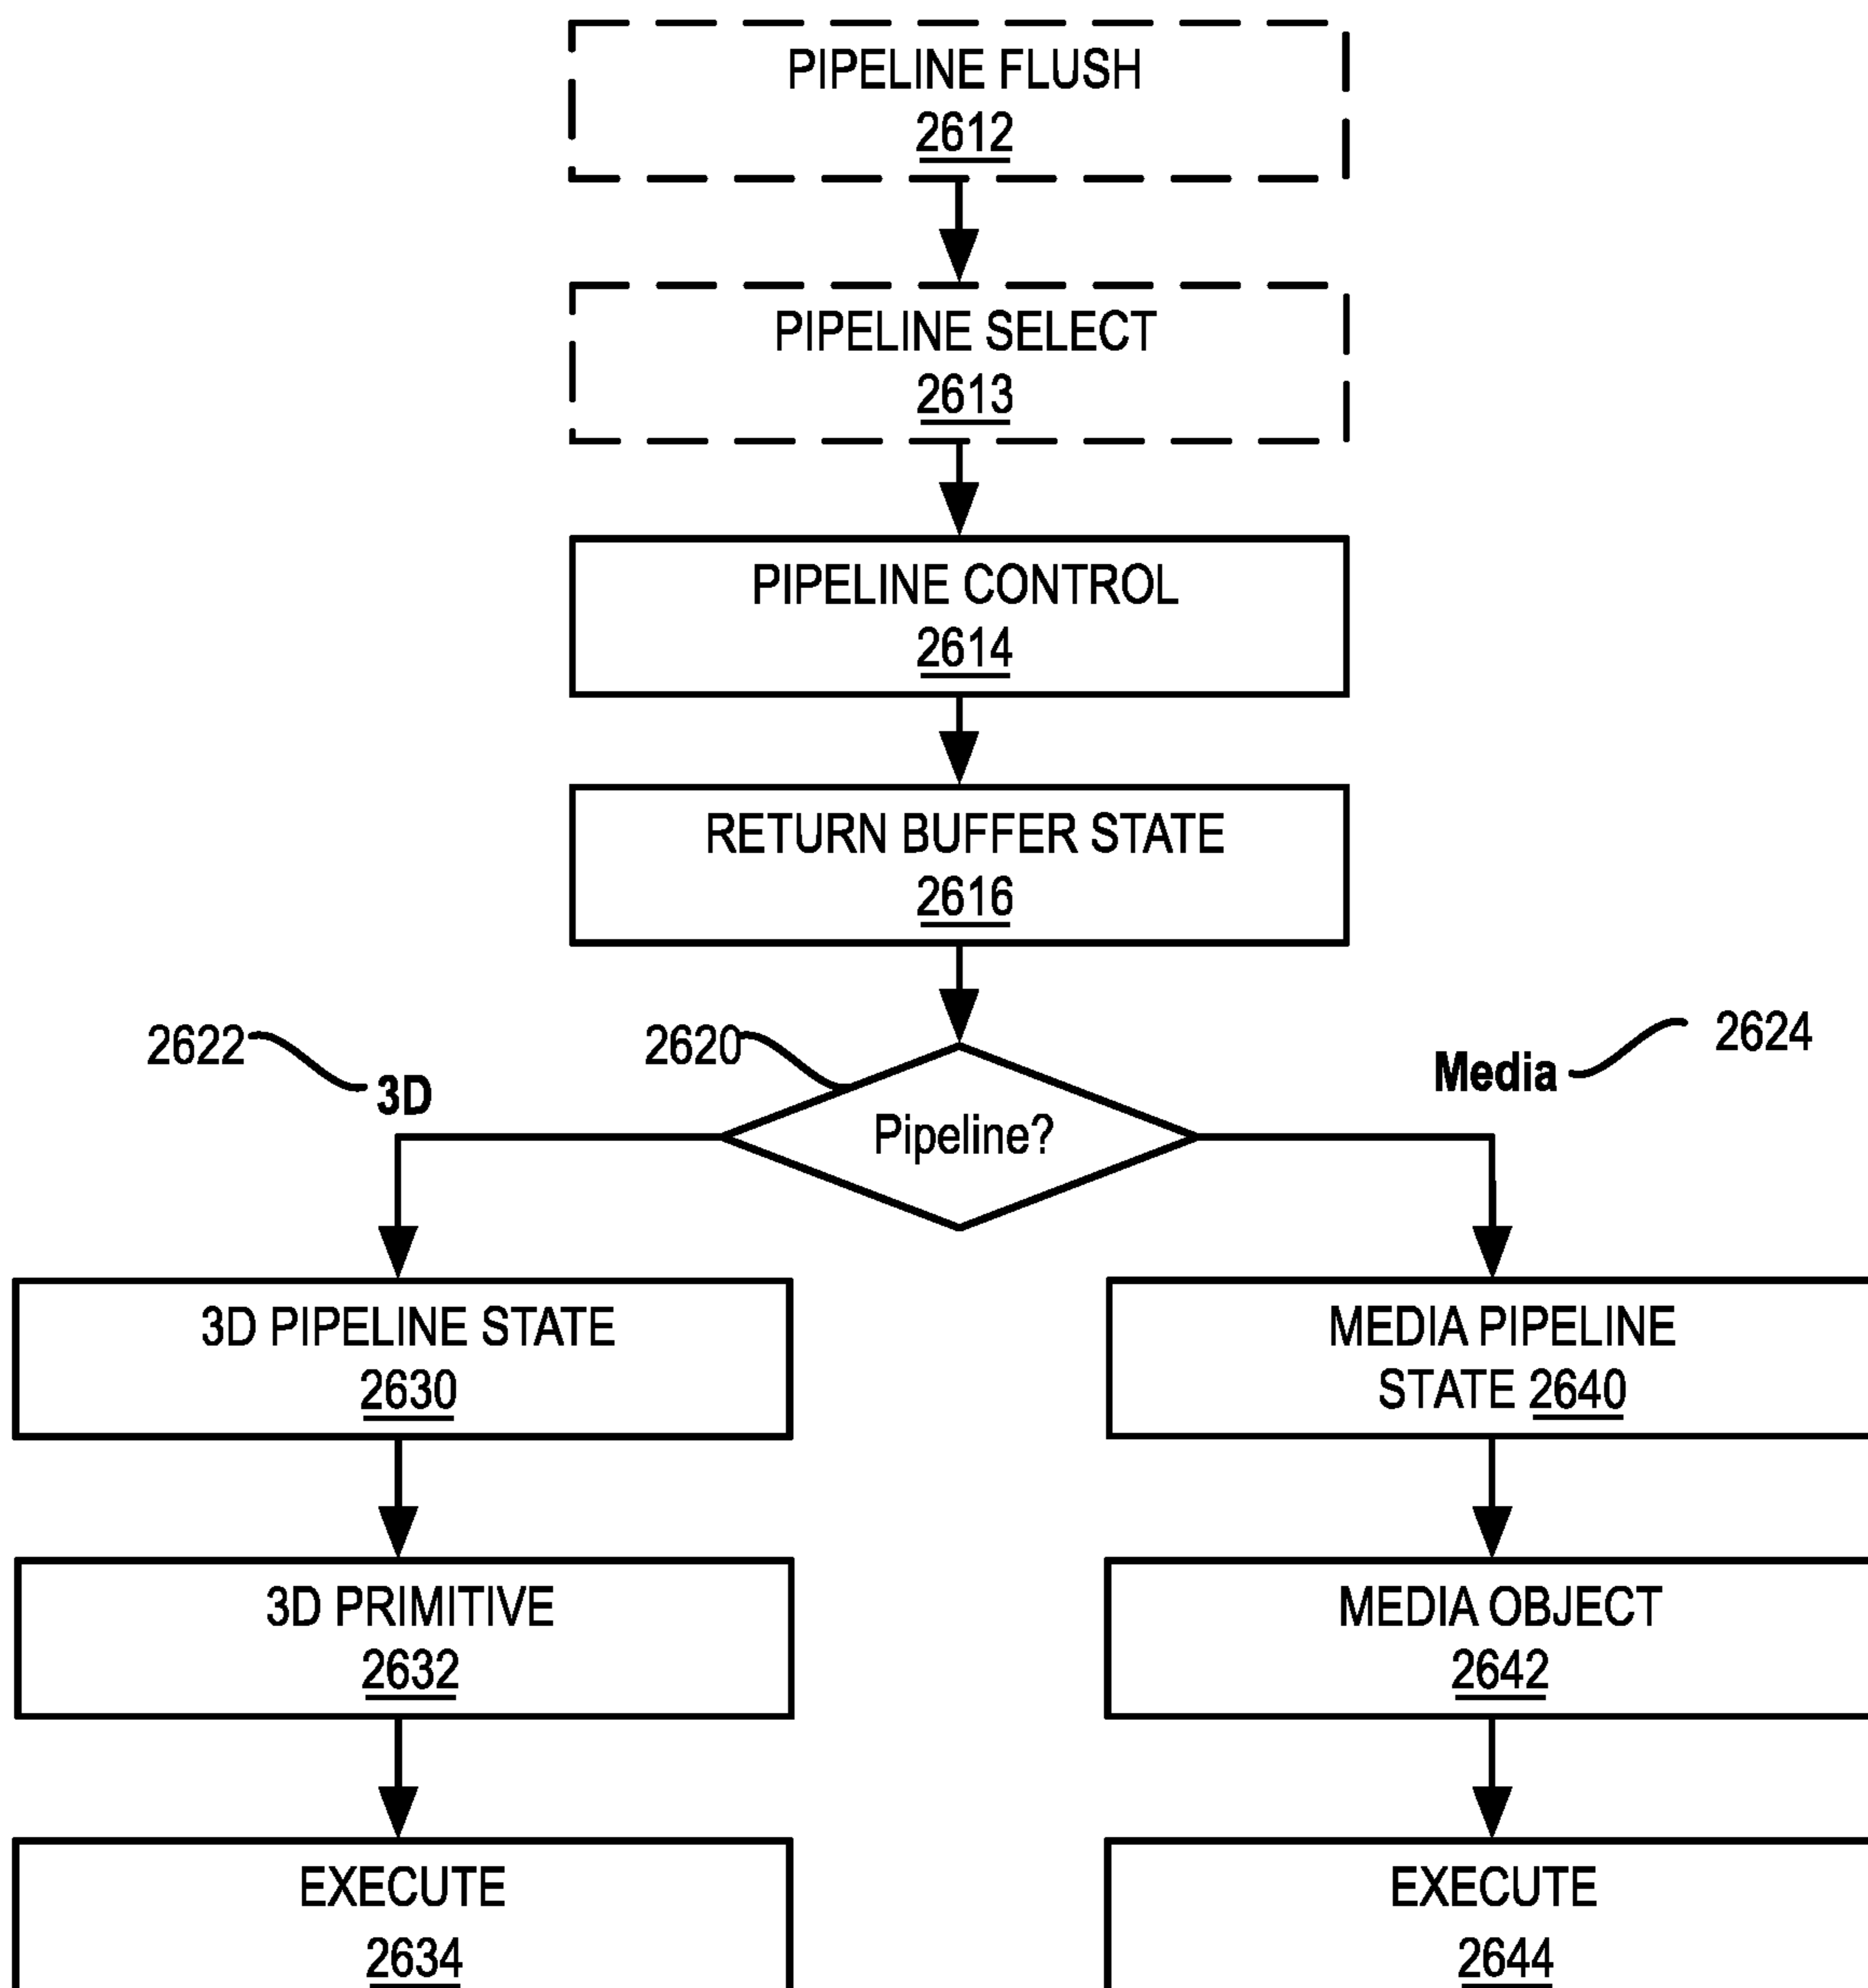 PIPELINE FLUSH
2612
PIPELINE SELECT
2613
PIPELINE CONTROL
2614
RETURN BUFFER STATE
2616
2622
3D
2620
Pipeline?
Media
2624
3D PIPELINE STATE
2630
MEDIA PIPELINE
STATE 2640
3D PRIMITIVE
2632
MEDIA OBJECT
2642
EXECUTE
2634
EXECUTE
2644